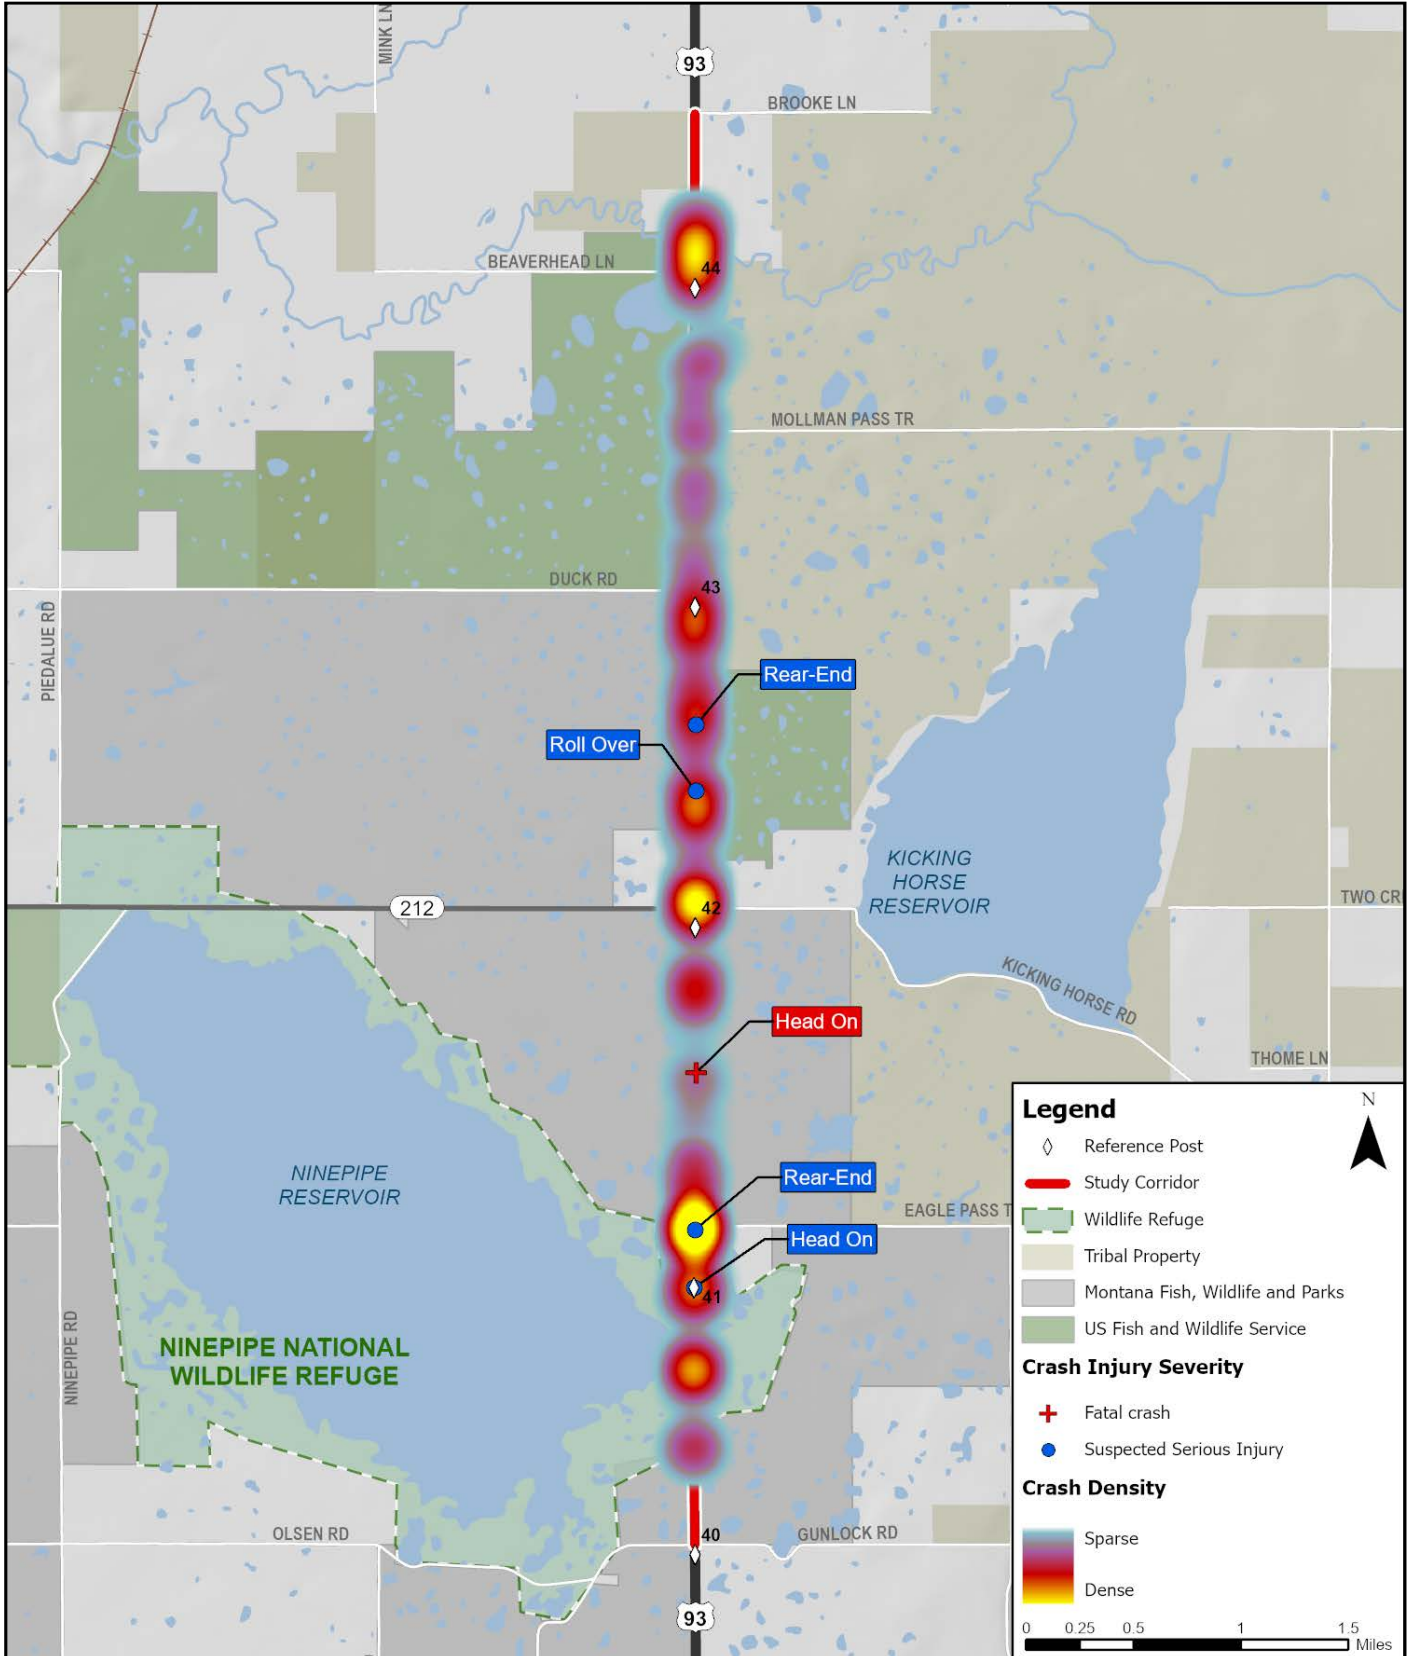 MINK LN
93
BROOKE LN
BEAVERHEAD LN
44
MOLLMAN PASS TR
DUCK RD
43
PIEDALUE RD
Rear-End
Roll Over
KICKING
HORSE
RESERVOIR
212
42
TWO CR
KICKING HORSE RD
Head On
THOME LN
NINEPIPE
RESERVOIR
Rear-End
EAGLE PASS T
Head On
41
NINEPIPE RD
NINEPIPE NATIONAL
WILDLIFE REFUGE
OLSEN RD
40
GUNLOCK RD
93
Legend
N
Reference Post
Study Corridor
Wildlife Refuge
Tribal Property
Montana Fish, Wildlife and Parks
US Fish and Wildlife Service
Crash Injury Severity
Fatal crash
Suspected Serious Injury
Crash Density
Sparse
Dense
0 0.25 0.5 1 1.5
Miles